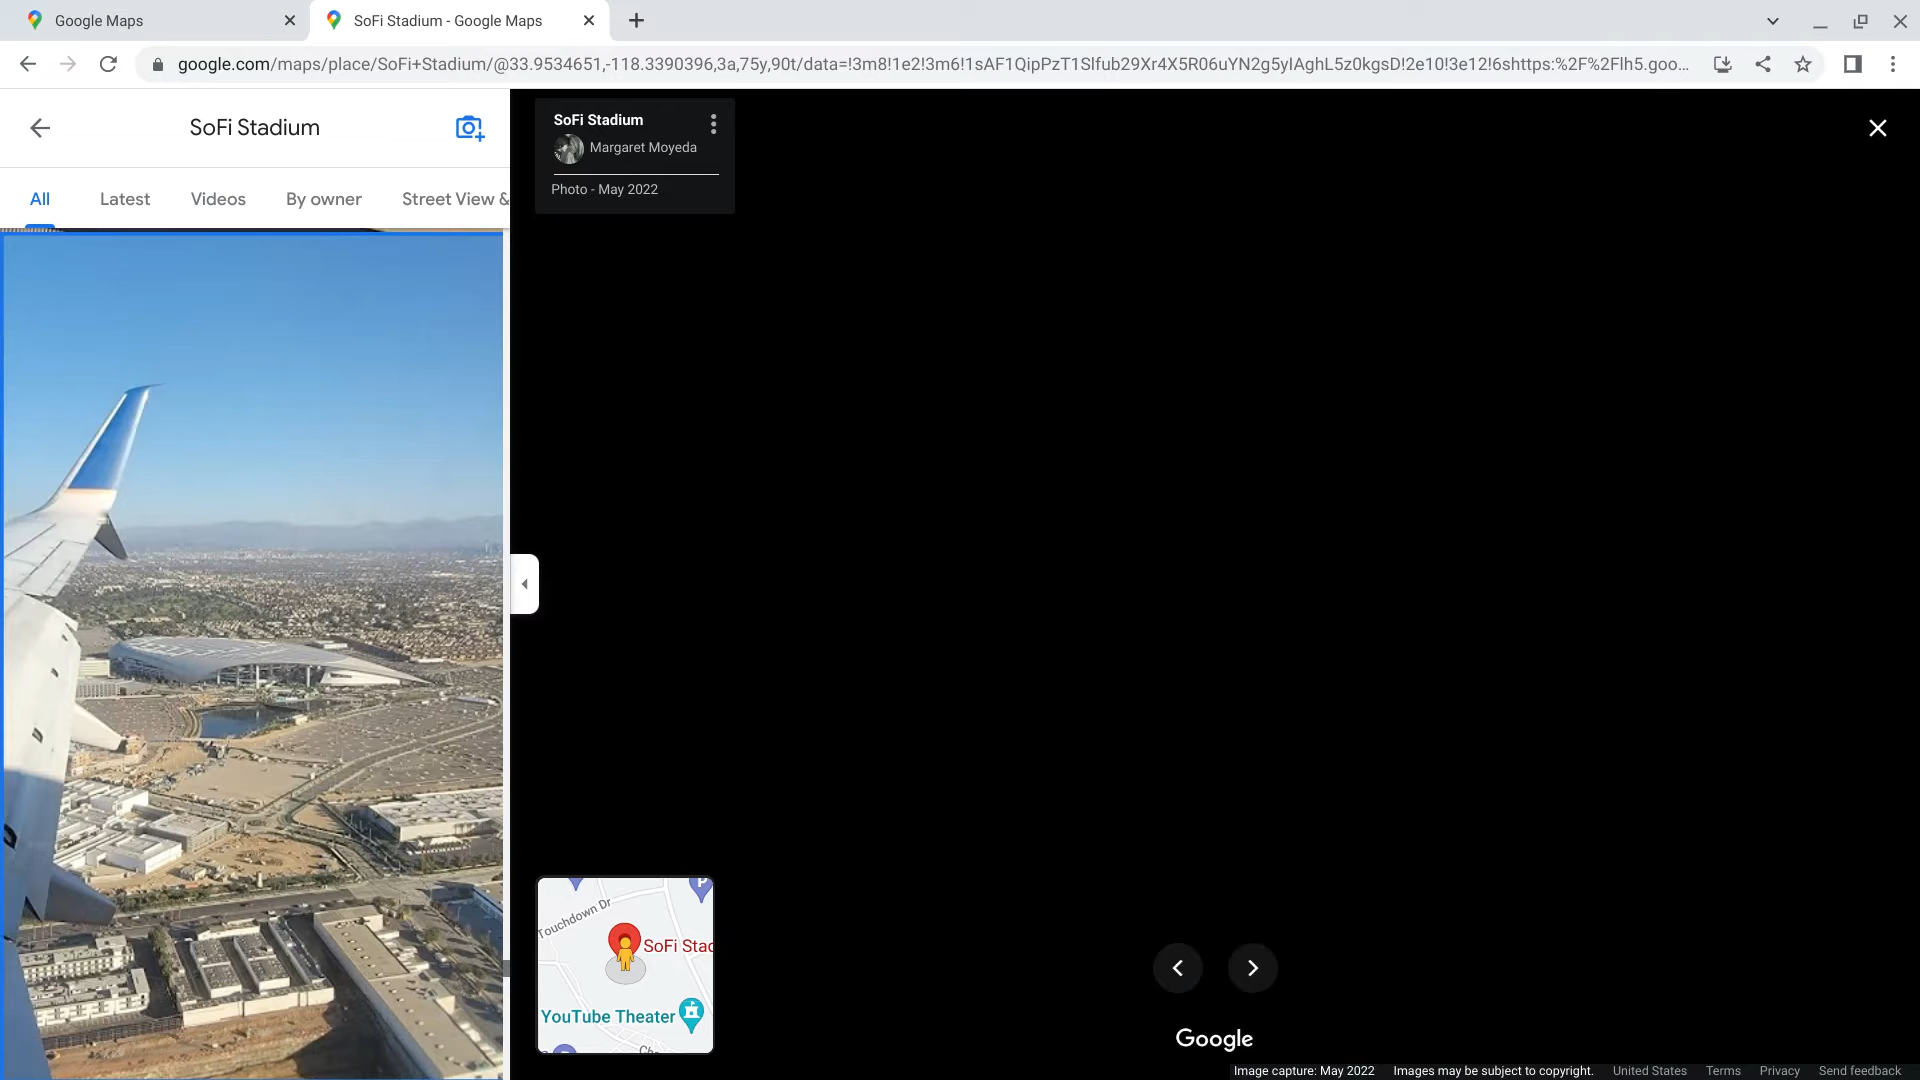 Google Maps
SoFi Stadium - Google Maps
google.com/maps/place/SoFi+Stadium/@33.9534651,-118.3390396,3a,75y,90t/data=!3m8!1e2!3m6!1sAF1QipPzT1Slfub29Xr4X5R06uYN2g5yIAghL5z0kgsD!2e10!3e12!6shttps:%2F%2Flh5.goo...
SoFi Stadium
All
Latest
Videos
By owner
Street View &
SoFi Stadium
Margaret Moyeda
Photo - May 2022
P
Touchdown Dr
SoFi Stad
YouTube Theater
Cha
Google
Image capture: May 2022
Images may be subject to copyright.
United States
Terms
Privacy
Send feedback